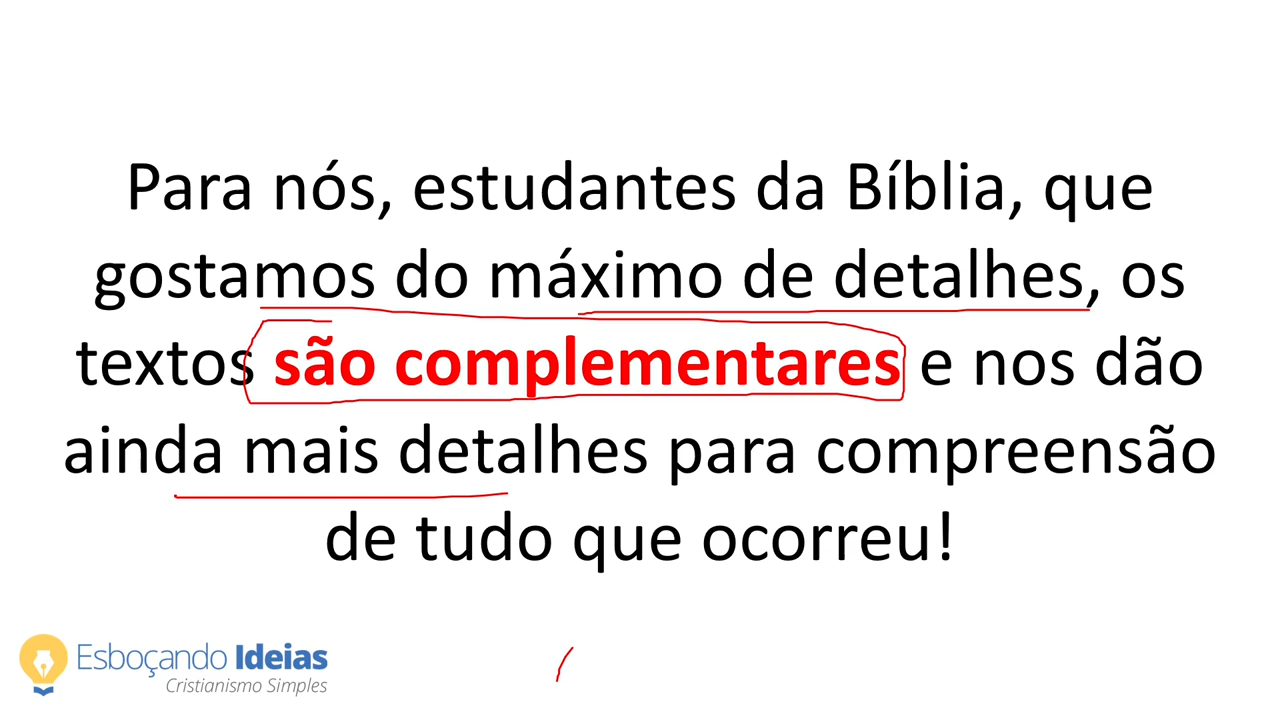 Para nós, estudantes da Bíblia, que
gostamos do máximo de detalhes, os
textos são complementares e nos dão
ainda mais detalhes para compreensão
de tudo que ocorreu!
Esboçando Ideias
Cristianismo Simples